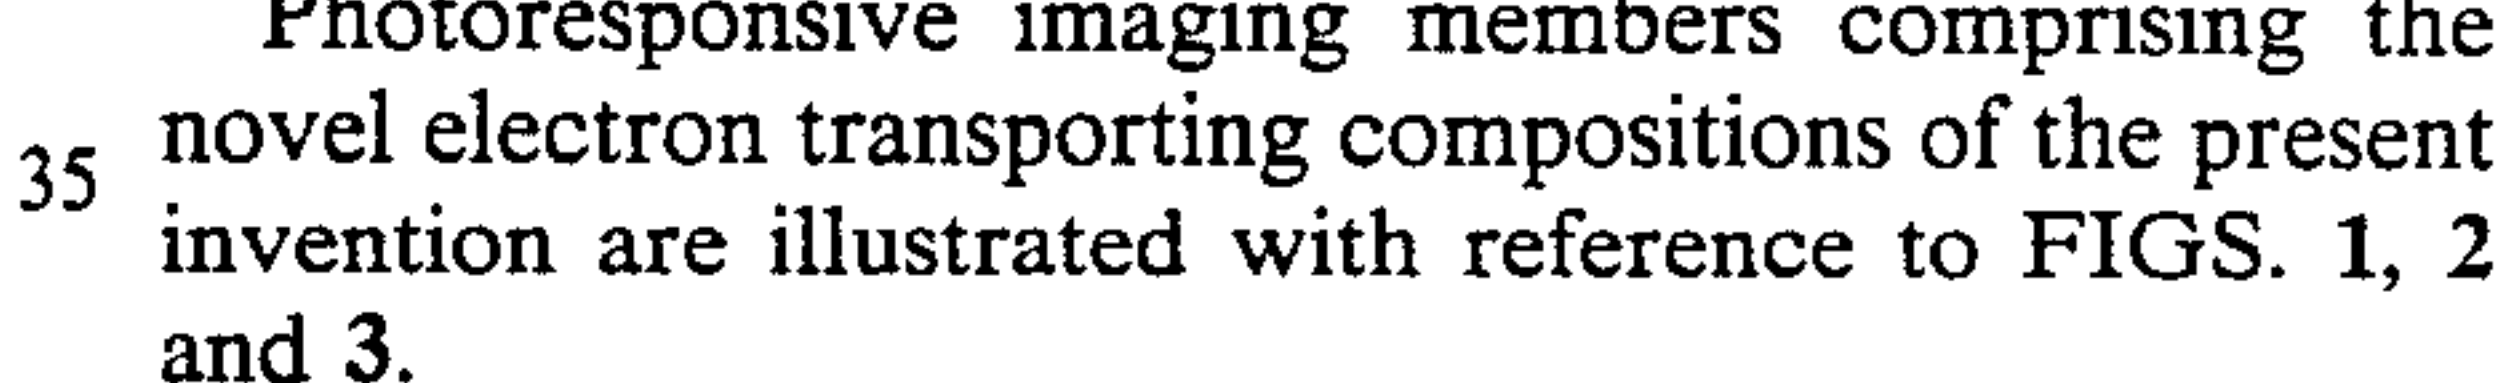 Photoresponsive imaging members comprising the
novel electron transporting compositions of the present
35
invention are illustrated with reference to FIGS. 1, 2
and 3.